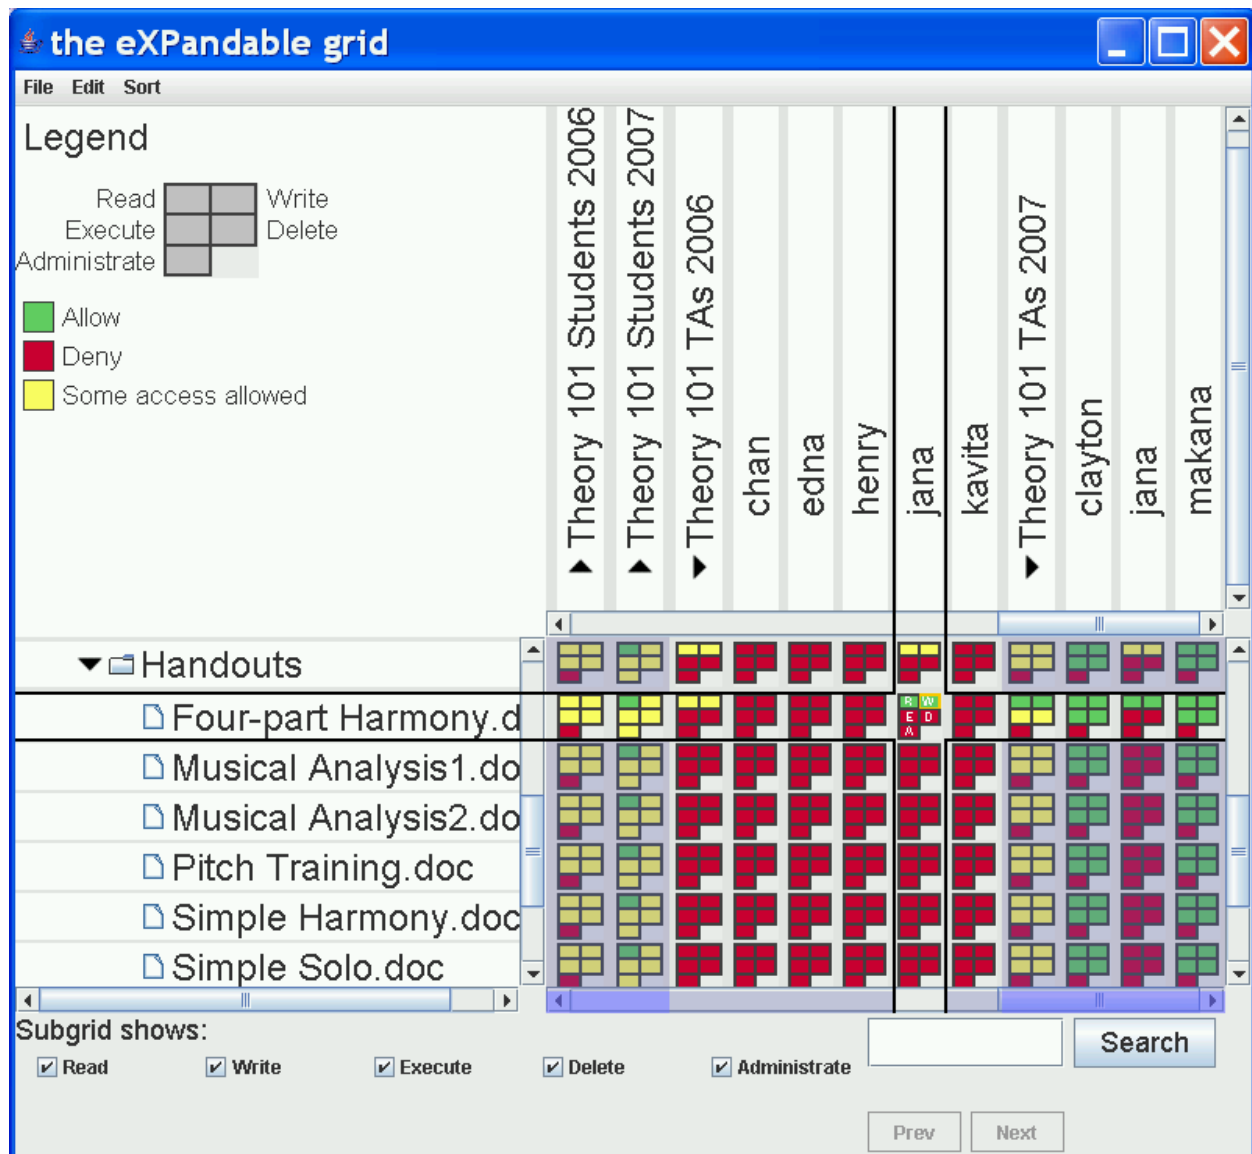 the eXPandable grid
File Edit Sort
Legend
Read Write
Execute Delete
Administrate
Allow
Deny
Some access allowed
Theory 101 Students 2006
Theory 101 Students 2007
Theory 101 TAs 2006
chan
edna
henry
jana
kavita
Theory 101 TAs 2007
clayton
jana
makana
Handouts
Four-part Harmony.d
R W
E D
A
Musical Analysis1.do
Musical Analysis2.do
Pitch Training.doc
Simple Harmony.doc
Simple Solo.doc
Subgrid shows:
Read Write Execute Delete Administrate
Search
Prev Next